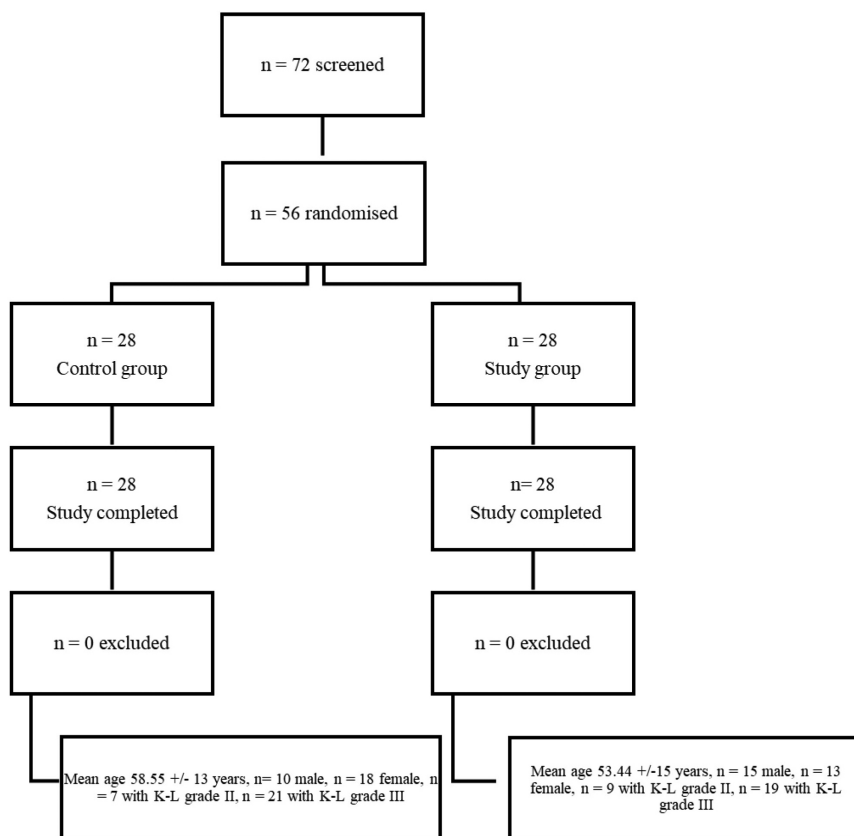 n = 72 screened
n = 56 randomised
n = 28
Control group
n = 28
Study group
n = 28
Study completed
n= 28
Study completed
n = 0 excluded
n = 0 excluded
Mean age 58.55 +/- 13 years, n= 10 male, n = 18 female, n
= 7 with K-L grade II, n = 21 with K-L grade III
Mean age 53.44 +/-15 years, n = 15 male, n = 13
female, n = 9 with K-L grade II, n = 19 with K-L
grade III